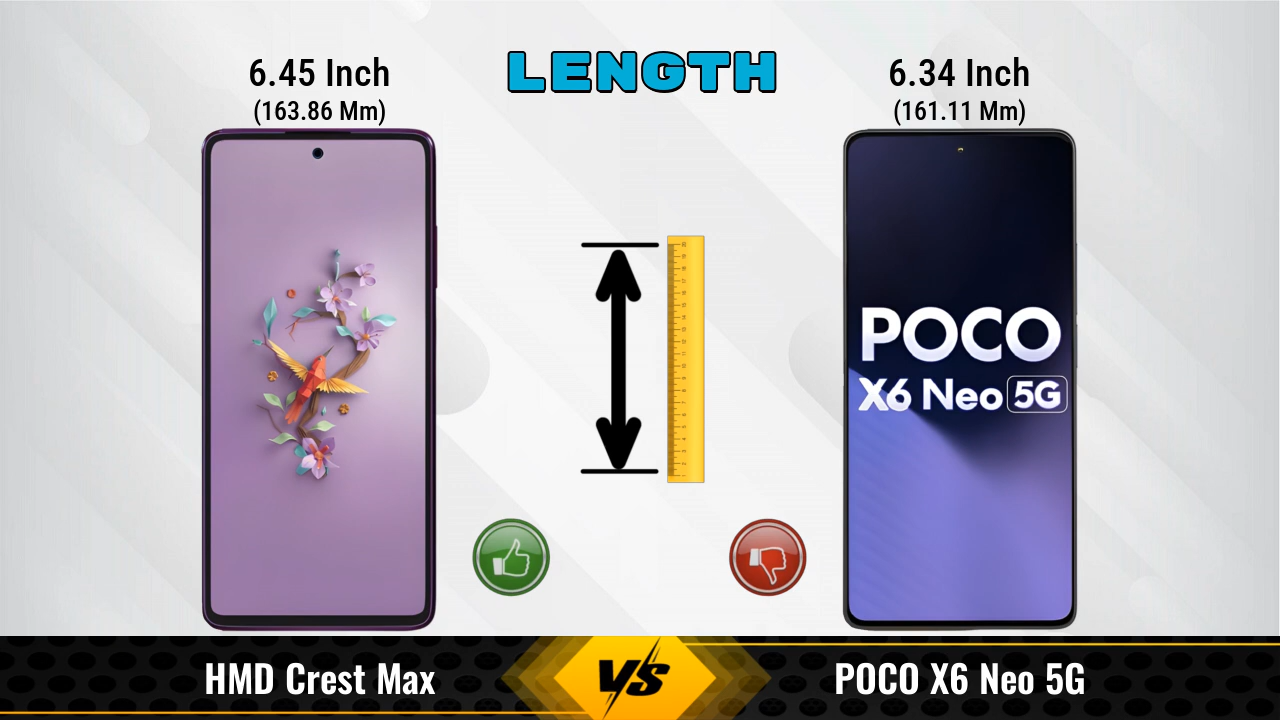 LENGTH
6.45 Inch
(163.86 Mm)
6.34 Inch
(161.11 Mm)
POCO
X6 Neo 5G
HMD Crest Max
VS
POCO X6 Neo 5G